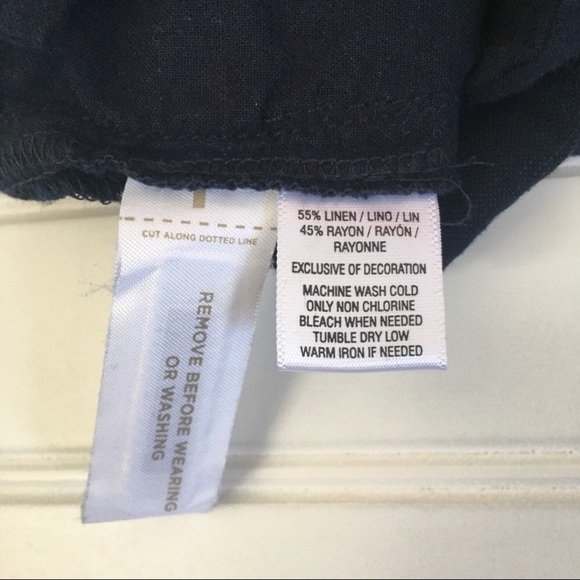 CUT ALONG DOTTED LINE
REMOVE BEFORE WEARING
OR WASHING
55% LINEN / LINO / LIN
45% RAYON / RAYÓN /
RAYONNE
EXCLUSIVE OF DECORATION
MACHINE WASH COLD
ONLY NON CHLORINE
BLEACH WHEN NEEDED
TUMBLE DRY LOW
WARM IRON IF NEEDED